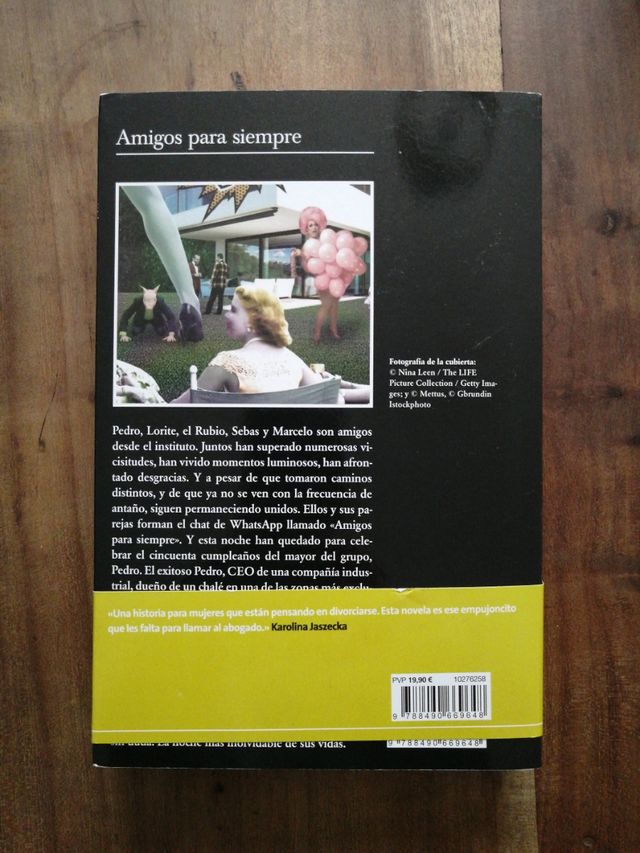 Amigos para siempre
Fotografía de la cubierta:
© Nina Leen / The LIFE
Picture Collection / Getty Ima-
ges; y © Mettus, © Gbrundin
Istockphoto
Pedro, Lorite, el Rubio, Sebas y Marcelo son amigos
desde el instituto. Juntos han superado numerosas vi-
cisitudes, han vivido momentos luminosos, han afron-
tado desgracias. Y a pesar de que tomaron caminos
distintos, y de que ya no se ven con la frecuencia de
antaño, siguen permaneciendo unidos. Ellos y sus pa-
rejas forman el chat de WhatsApp llamado «Amigos
para siempre». Y esta noche han quedado para cele-
brar el cincuenta cumpleaños del mayor del grupo,
Pedro. El exitoso Pedro, CEO de una compañía indus-
trial, dueño de un chalé en una de las zonas más exclu-
«Una historia para mujeres que están pensando en divorciarse. Esta novela es ese empujoncito
que les falta para llamar al abogado.» Karolina Jaszecka
PVP 19,90 € 10276258
9 788490 669648
sin duda. La noche más inolvidable de sus vidas.
9 788490 669648